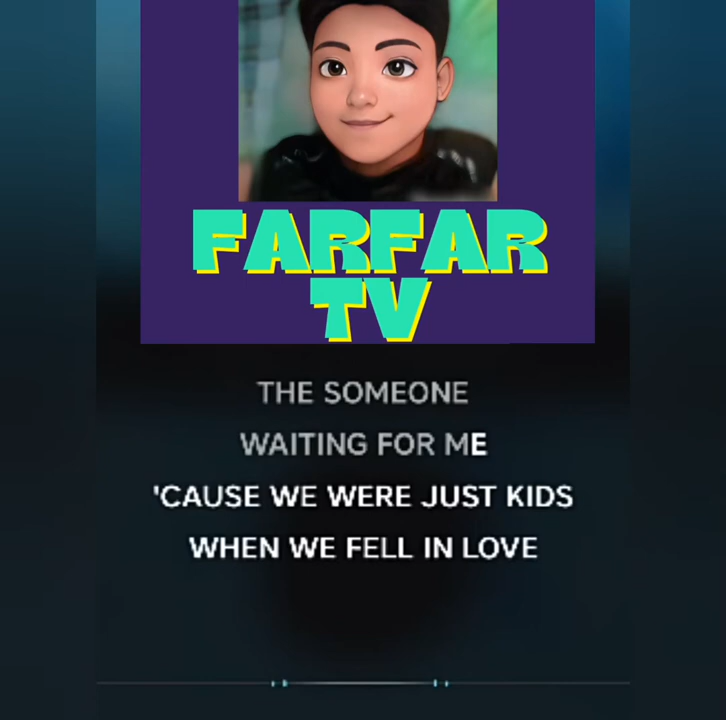 FARFAR
TV
THE SOMEONE
WAITING FOR ME
'CAUSE WE WERE JUST KIDS
WHEN WE FELL IN LOVE